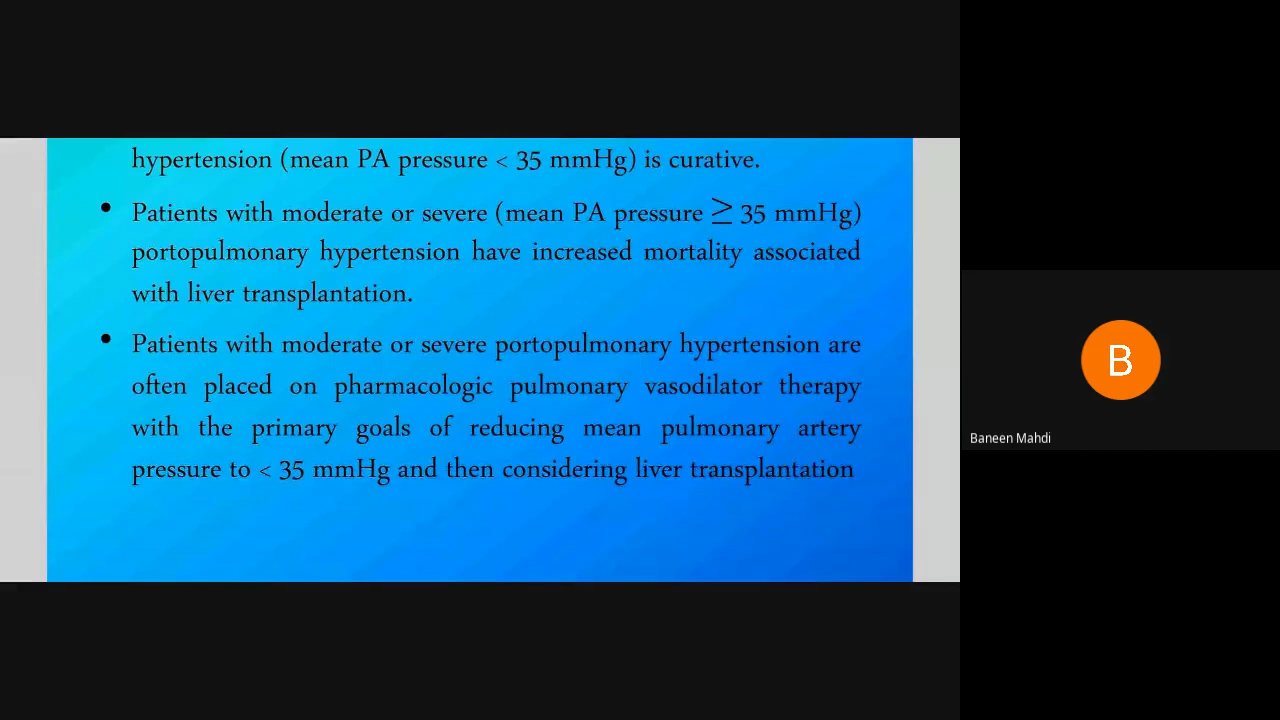 hypertension (mean PA pressure < 35 mmHg) is curative.
• Patients with moderate or severe (mean PA pressure ≥ 35 mmHg)
portopulmonary hypertension have increased mortality associated
with liver transplantation.
• Patients with moderate or severe portopulmonary hypertension are
often placed on pharmacologic pulmonary vasodilator therapy
with the primary goals of reducing mean pulmonary artery
pressure to < 35 mmHg and then considering liver transplantation
B
Baneen Mahdi